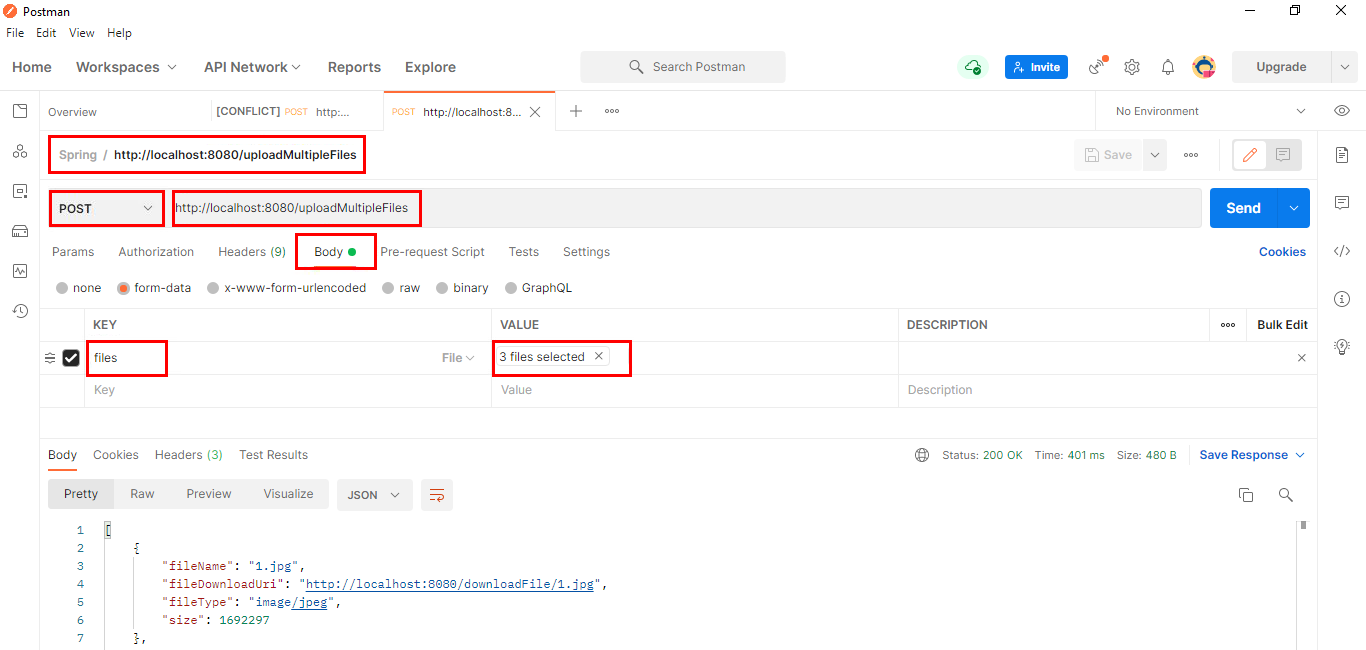 Postman
File Edit View Help
Home Workspaces API Network Reports Explore Search Postman Invite Upgrade
Overview [CONFLICT] POST http:... POST http://localhost:8... No Environment
Spring / http://localhost:8080/uploadMultipleFiles Save
POST http://localhost:8080/uploadMultipleFiles Send
Params Authorization Headers (9) Body Pre-request Script Tests Settings Cookies
none form-data x-www-form-urlencoded raw binary GraphQL
KEY VALUE DESCRIPTION Bulk Edit
files File 3 files selected
Key Value Description
Body Cookies Headers (3) Test Results Status: 200 OK Time: 401 ms Size: 480 B Save Response
Pretty Raw Preview Visualize JSON
1 [
2 {
3 "fileName": "1.jpg",
4 "fileDownloadUri": "http://localhost:8080/downloadFile/1.jpg",
5 "fileType": "image/jpeg",
6 "size": 1692297
7 },